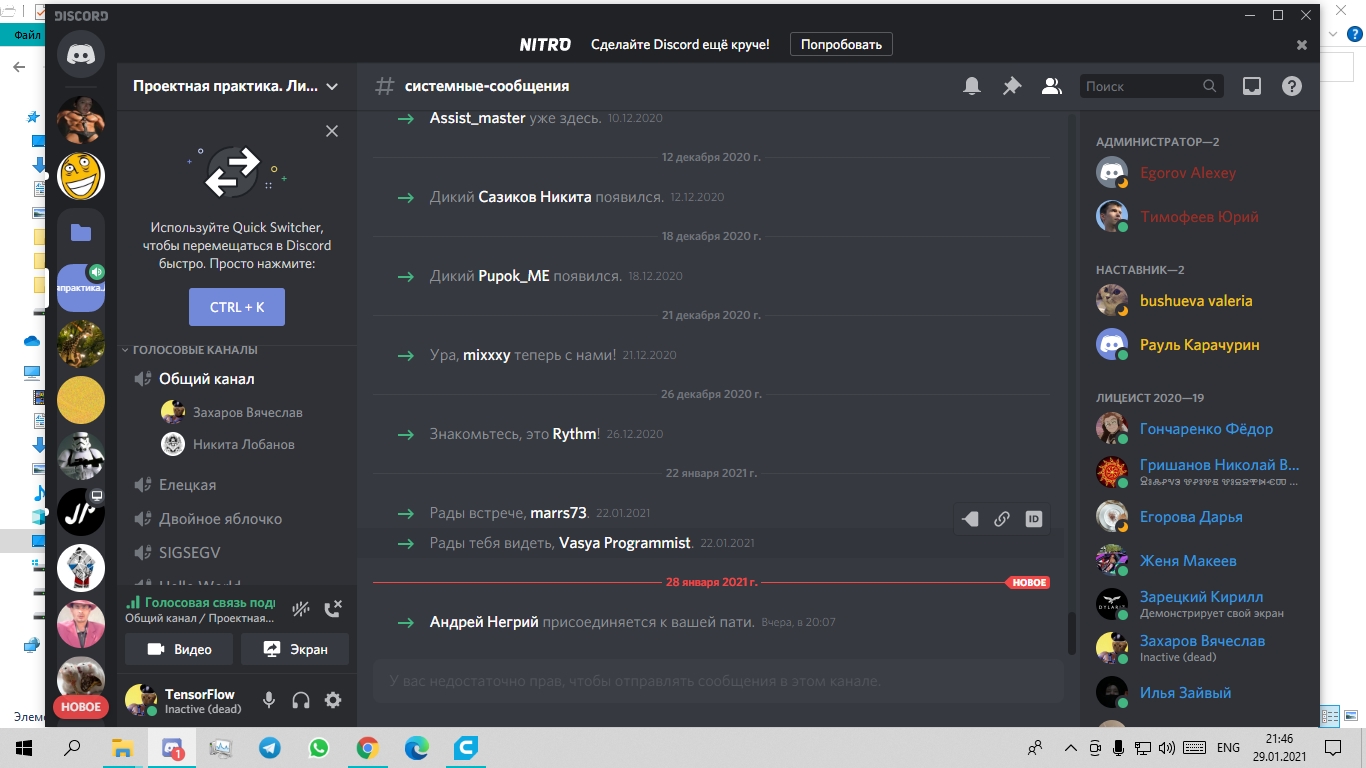 Файл
DISCORD
NITRO Сделайте Discord ещё круче! Попробовать
Проектная практика. Ли...
Используйте Quick Switcher,
чтобы перемещаться в Discord
быстро. Просто нажмите:
CTRL + K
ГОЛОСОВЫЕ КАНАЛЫ
Общий канал
Захаров Вячеслав
Никита Лобанов
Елецкая
Двойное яблочко
SIGSEGV
Hello World
Голосовая связь под
Общий канал / Проектная...
Видео
Экран
TensorFlow
Inactive (dead)
НОВОЕ
системные-сообщения
Поиск
Assist_master уже здесь. 10.12.2020
12 декабря 2020 г.
Дикий Сазиков Никита появился. 12.12.2020
18 декабря 2020 г.
Дикий Pupok_ME появился. 18.12.2020
21 декабря 2020 г.
Ура, mixxxy теперь с нами! 21.12.2020
26 декабря 2020 г.
Знакомьтесь, это Rythm! 26.12.2020
22 января 2021 г.
Рады встрече, marrs73. 22.01.2021
ID
Рады тебя видеть, Vasya Programmist. 22.01.2021
28 января 2021 г. НОВОЕ
Андрей Негрий присоединяется к вашей пати. Вчера, в 20:07
У вас недостаточно прав, чтобы отправлять сообщения в этом канале.
АДМИНИСТРАТОР—2
Egorov Alexey
Тимофеев Юрий
НАСТАВНИК—2
bushueva valeria
Рауль Карачурин
ЛИЦЕИСТ 2020—19
Гончаренко Фёдор
Гришанов Николай В...
Егорова Дарья
Женя Макеев
Зарецкий Кирилл
Демонстрирует свой экран
Захаров Вячеслав
Inactive (dead)
Илья Зайвый
Элеме
1
ENG
21:46
29.01.2021